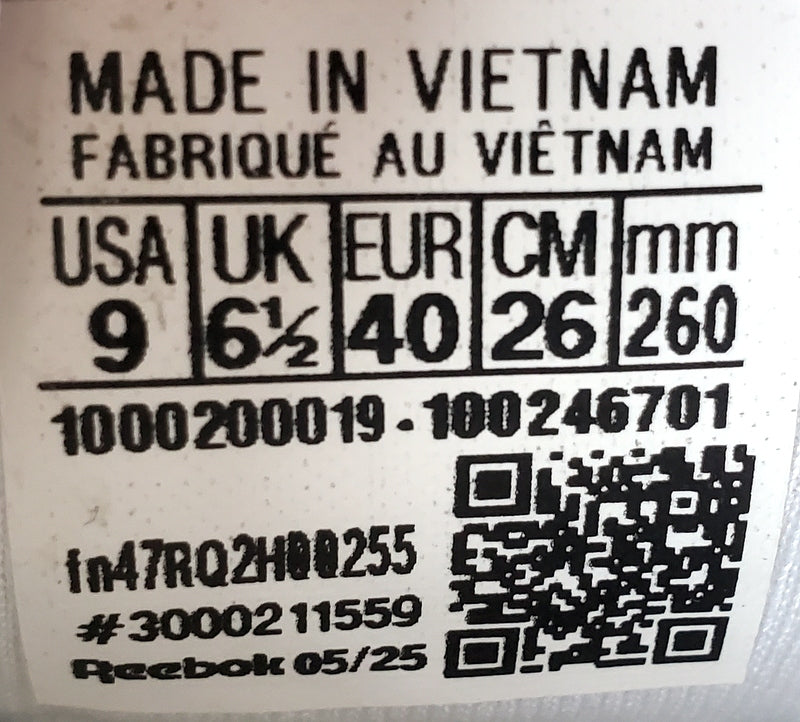 MADE IN VIETNAM
FABRIQUÉ AU VIÊTNAM
USA UK EUR CM mm
9 6½ 40 26 260
1000200019-100246701
fn47RQ2H00255
#3000211559
Reebok 05/25